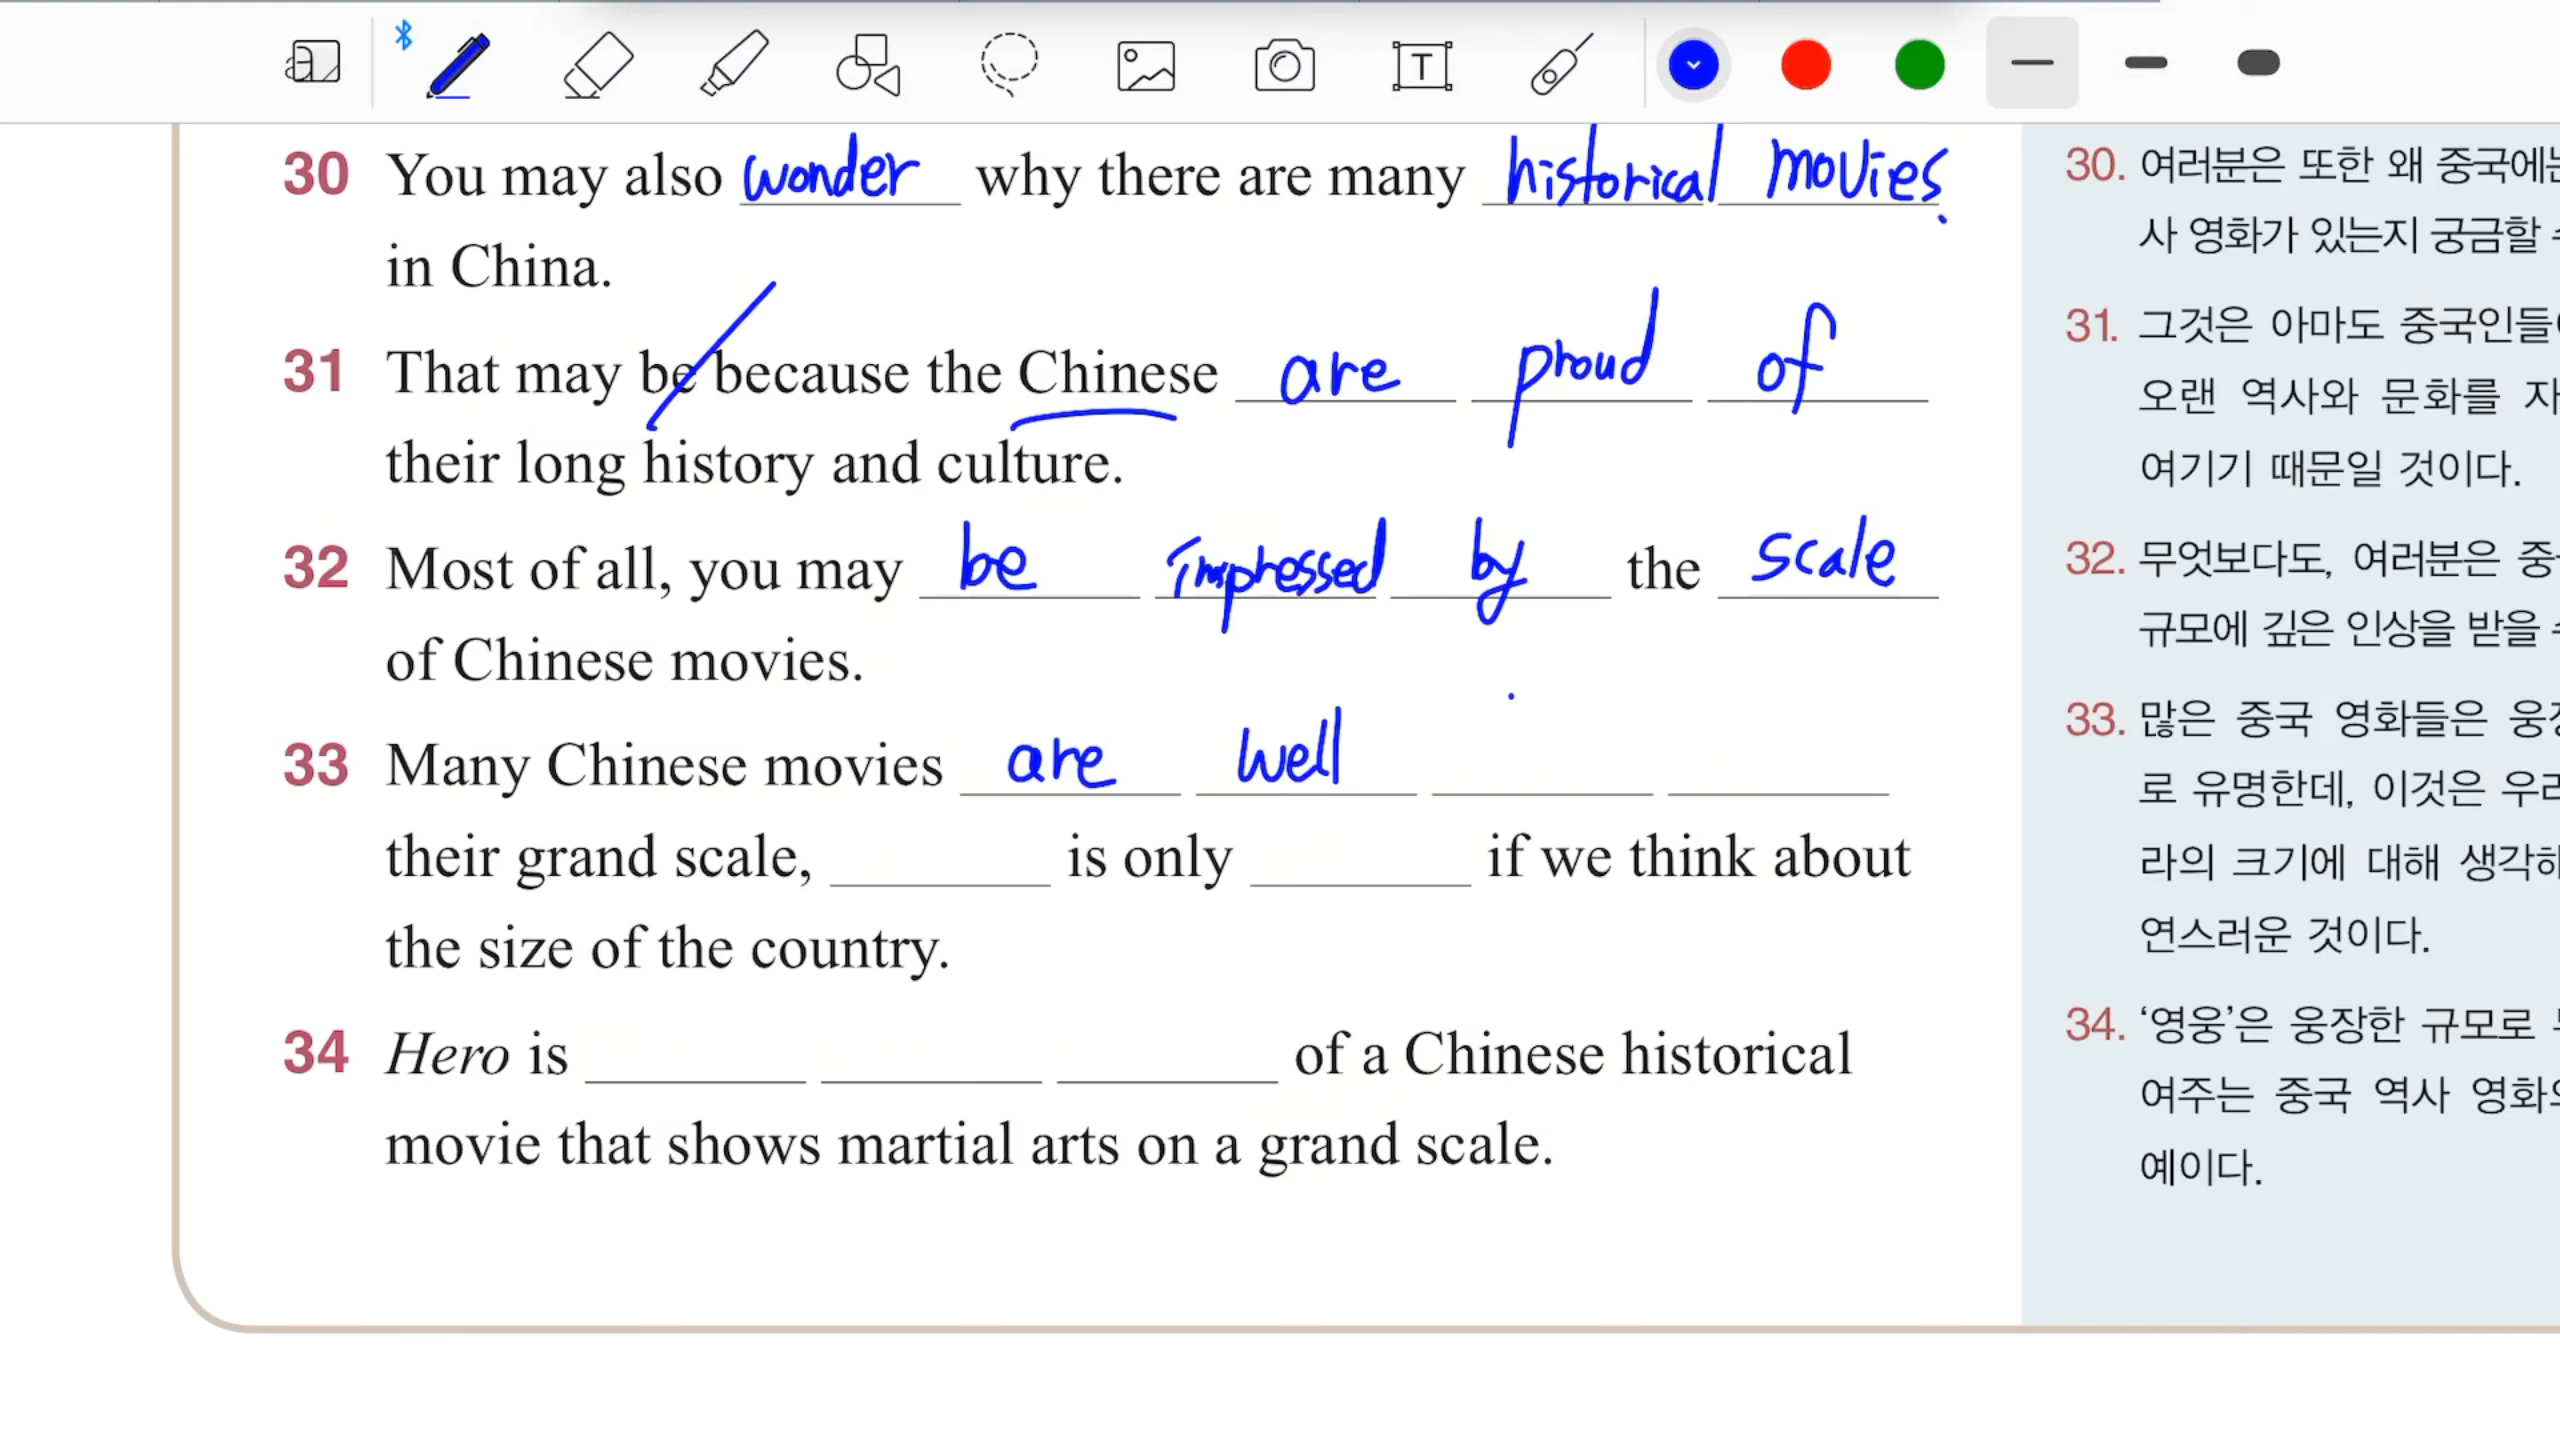 30 You may also wonder why there are many historical movies.
in China.
31 That may be because the Chinese are proud of
their long history and culture.
32 Most of all, you may be impressed by the scale
of Chinese movies.
33 Many Chinese movies are well
their grand scale, is only if we think about
the size of the country.
34 Hero is of a Chinese historical
movie that shows martial arts on a grand scale.
30. 여러분은 또한 왜 중국에는
사 영화가 있는지 궁금할
31. 그것은 아마도 중국인들이
오랜 역사와 문화를 자
여기기 때문일 것이다.
32. 무엇보다도, 여러분은 중
규모에 깊은 인상을 받을
33. 많은 중국 영화들은 웅장
로 유명한데, 이것은 우리
라의 크기에 대해 생각해
연스러운 것이다.
34. ‘영웅’은 웅장한 규모로
여주는 중국 역사 영화의
예이다.